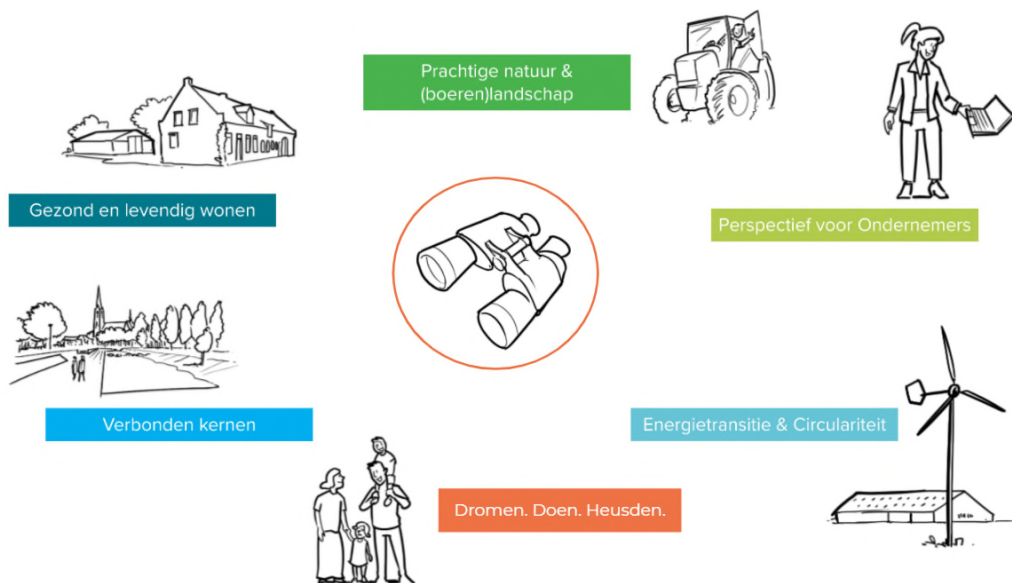 Prachtige natuur &
(boeren)landschap
Gezond en levendig wonen
Perspectief voor Ondernemers
Verbonden kernen
Energietransitie & Circulariteit
Dromen. Doen. Heusden.